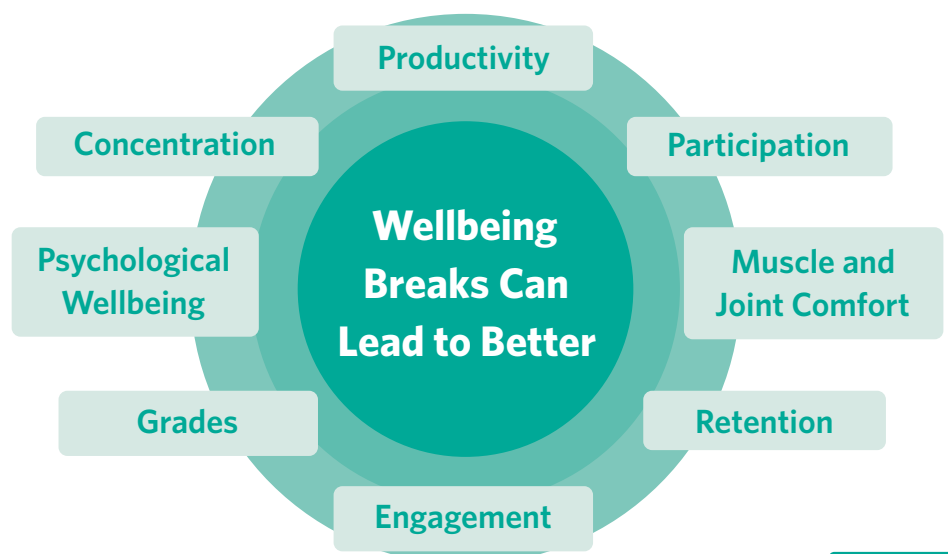 Productivity
Concentration
Participation
Wellbeing
Breaks Can
Lead to Better
Psychological
Wellbeing
Muscle and
Joint Comfort
Grades
Retention
Engagement